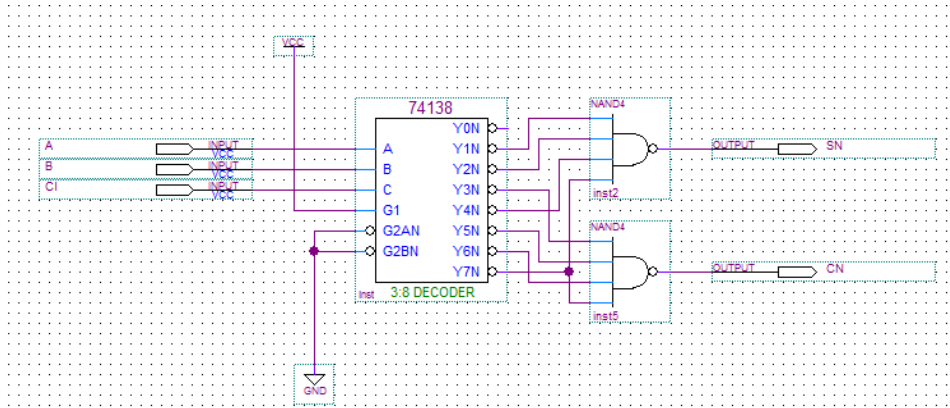 VCC
74138
3:8 DECODER
inst
A
B
C
G1
G2AN
G2BN
Y0N
Y1N
Y2N
Y3N
Y4N
Y5N
Y6N
Y7N
A
INPUT
VCC
B
INPUT
VCC
CI
INPUT
VCC
GND
NAND4
inst2
NAND4
inst5
OUTPUT
SN
OUTPUT
CN